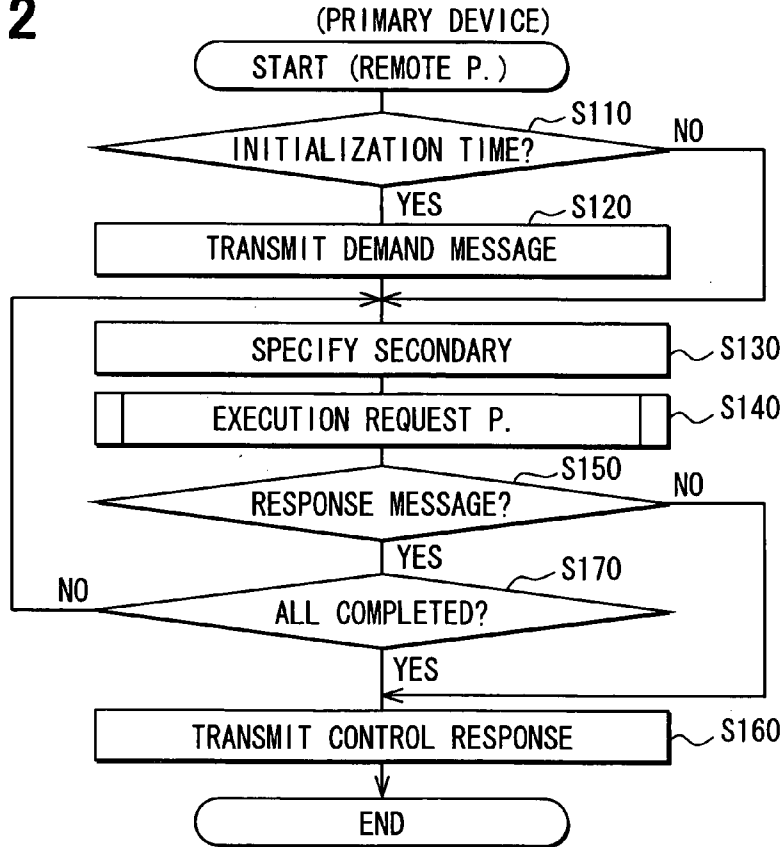 2
(PRIMARY DEVICE)
START (REMOTE P.)
S110
INITIALIZATION TIME?
NO
YES
S120
TRANSMIT DEMAND MESSAGE
SPECIFY SECONDARY
S130
EXECUTION REQUEST P.
S140
S150
RESPONSE MESSAGE?
NO
YES
S170
NO
ALL COMPLETED?
YES
TRANSMIT CONTROL RESPONSE
S160
END